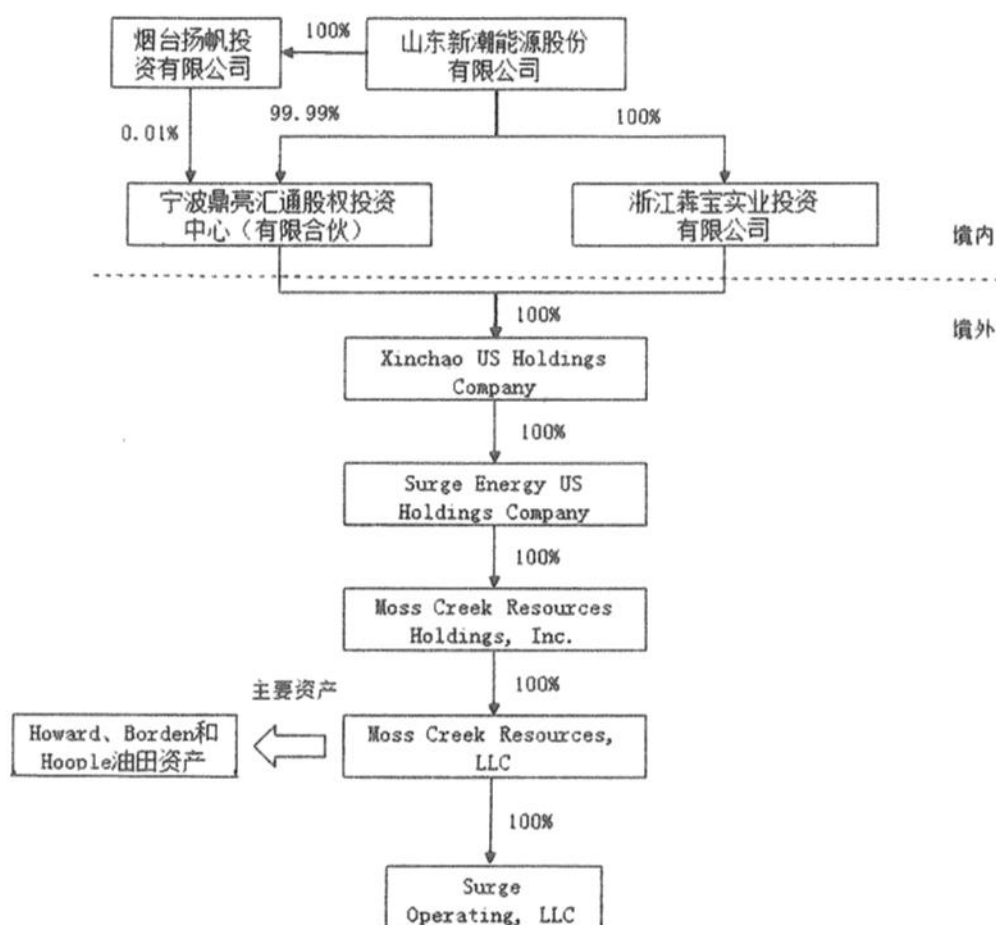 烟台扬帆投
资有限公司
100%
山东新潮能源股份
有限公司
0.01%
99.99%
100%
宁波鼎亮汇通股权投资
中心（有限合伙）
浙江犇宝实业投资
有限公司
境内
100%
境外
Xinchao US Holdings
Company
100%
Surge Energy US
Holdings Company
100%
Moss Creek Resources
Holdings, Inc.
100%
主要资产
Howard、Borden和
Hoople油田资产
Moss Creek Resources,
LLC
100%
Surge
Operating, LLC